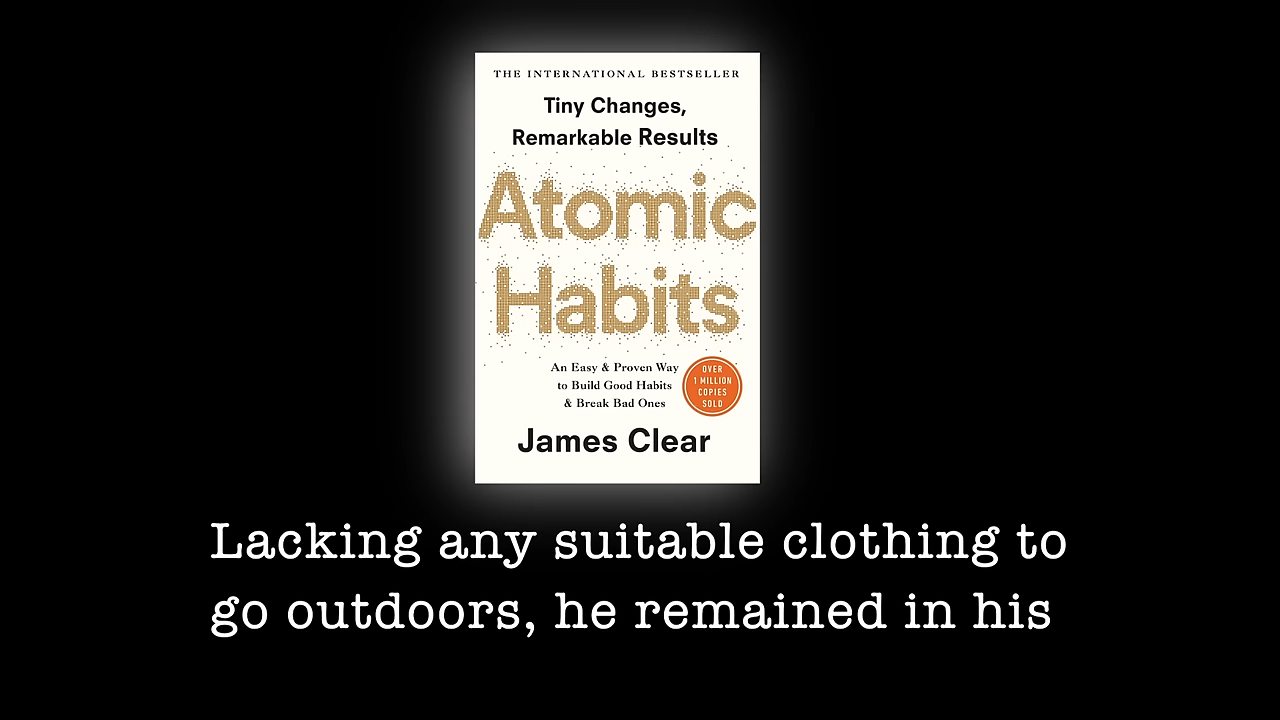 THE INTERNATIONAL BESTSELLER
Tiny Changes,
Remarkable Results
Atomic
Habits
An Easy & Proven Way
to Build Good Habits
& Break Bad Ones
OVER
1 MILLION
COPIES
SOLD
James Clear
Lacking any suitable clothing to
go outdoors, he remained in his